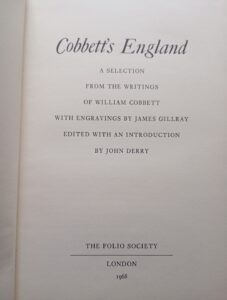 Cobbett's England
A SELECTION
FROM THE WRITINGS
OF WILLIAM COBBETT
WITH ENGRAVINGS BY JAMES GILLRAY
EDITED WITH AN INTRODUCTION
BY JOHN DERRY
THE FOLIO SOCIETY
LONDON
1968